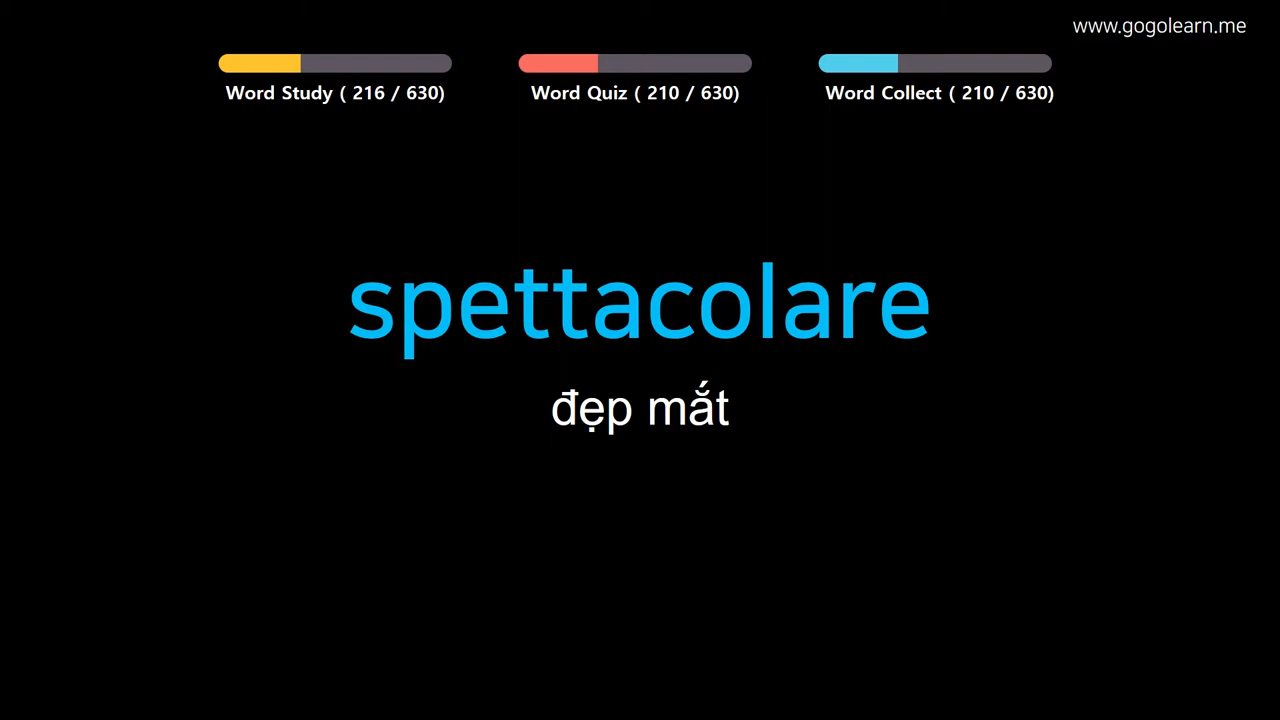 www.gogolearn.me
Word Study ( 216 / 630)
Word Quiz ( 210 / 630)
Word Collect ( 210 / 630)
spettacolare
đẹp mắt